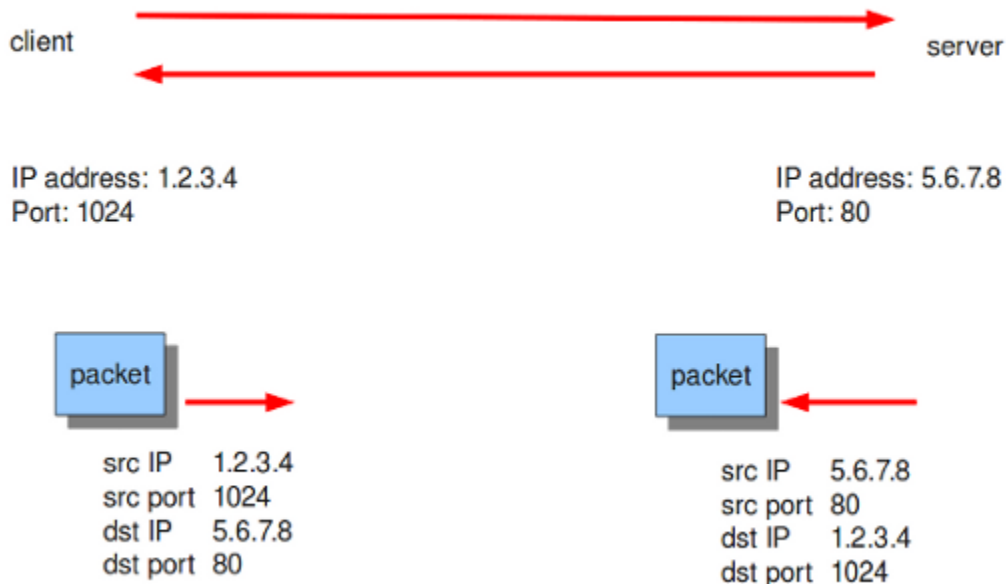 client
server
IP address: 1.2.3.4
Port: 1024
IP address: 5.6.7.8
Port: 80
packet
src IP 1.2.3.4
src port 1024
dst IP 5.6.7.8
dst port 80
packet
src IP 5.6.7.8
src port 80
dst IP 1.2.3.4
dst port 1024